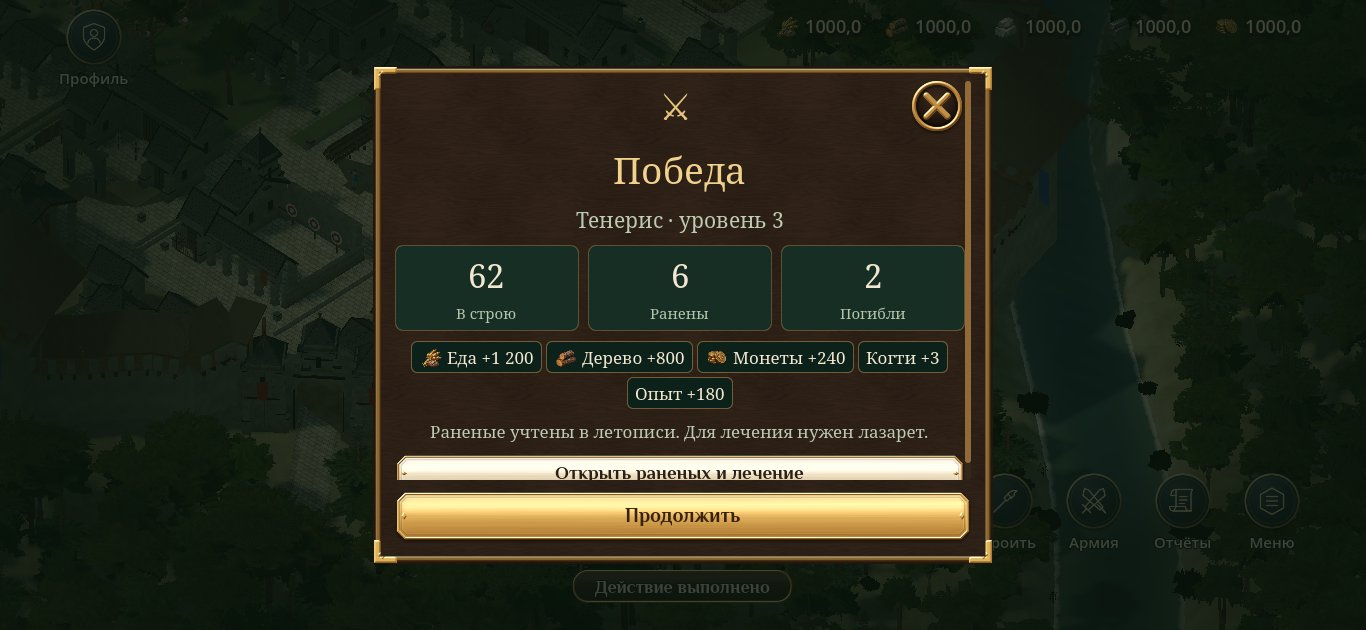 1000,0 1000,0 1000,0 1000,0 1000,0
Профиль
Победа
Тенерис · уровень 3
62 6 2
В строю Ранены Погибли
Еда +1 200 Дерево +800 Монеты +240 Когти +3
Опыт +180
Раненые учтены в летописи. Для лечения нужен лазарет.
Открыть раненых и лечение
Продолжить
роить Армия Отчёты Меню
Действие выполнено